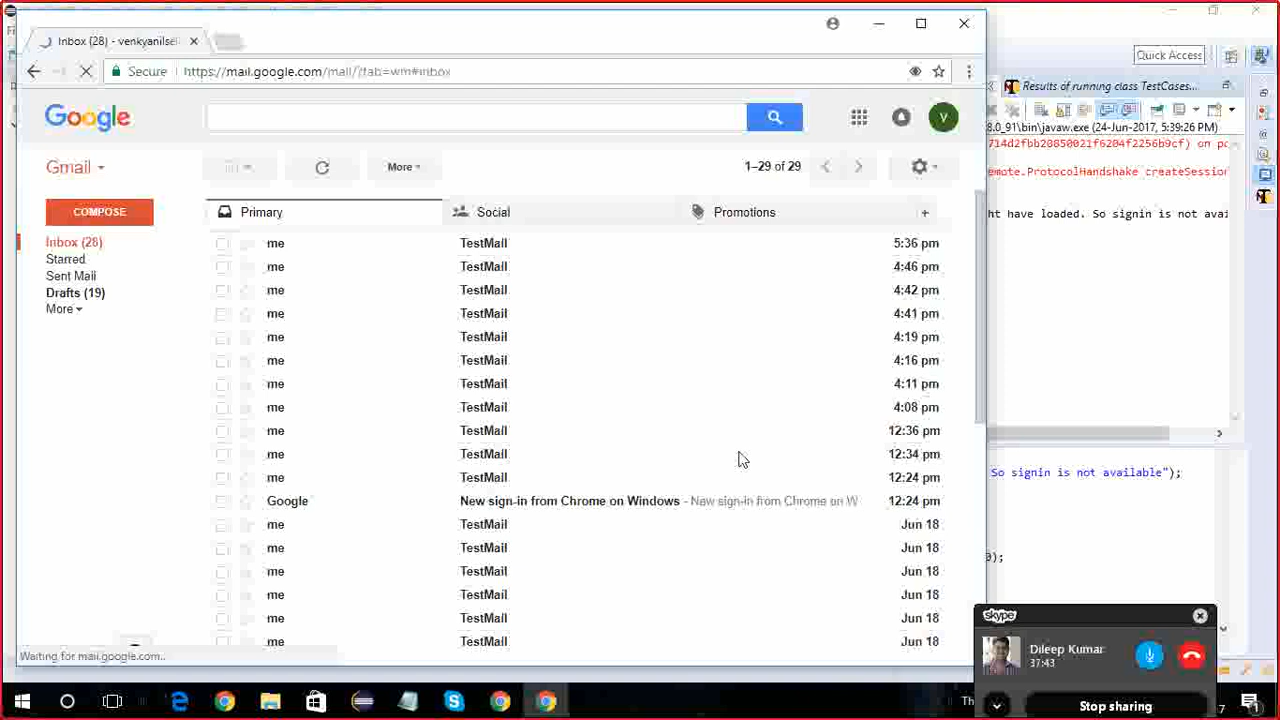 Inbox (28) - venkyanilsel
Secure https://mail.google.com/mail/?tab=wm#inbox
Google
V
Gmail
More
1–29 of 29
COMPOSE
Inbox (28)
Starred
Sent Mail
Drafts (19)
More
Primary
Social
Promotions
+
me TestMail 5:36 pm
me TestMail 4:46 pm
me TestMail 4:42 pm
me TestMail 4:41 pm
me TestMail 4:19 pm
me TestMail 4:16 pm
me TestMail 4:11 pm
me TestMail 4:08 pm
me TestMail 12:36 pm
me TestMail 12:34 pm
me TestMail 12:24 pm
Google New sign-in from Chrome on Windows - New sign-in from Chrome on W 12:24 pm
me TestMail Jun 18
me TestMail Jun 18
me TestMail Jun 18
me TestMail Jun 18
me TestMail Jun 18
me TestMail Jun 18
Waiting for mail.google.com...
Quick Access
Results of running class TestCases...
8.0_91\bin\javaw.exe (24-Jun-2017, 5:39:26 PM)
714d2fbb20850021f6204f2256b9cf) on po
emote.ProtocolHandshake createSession
ht have loaded. So signin is not avai
So signin is not available");
);
skype
Dileep Kumar
37:43
Stop sharing